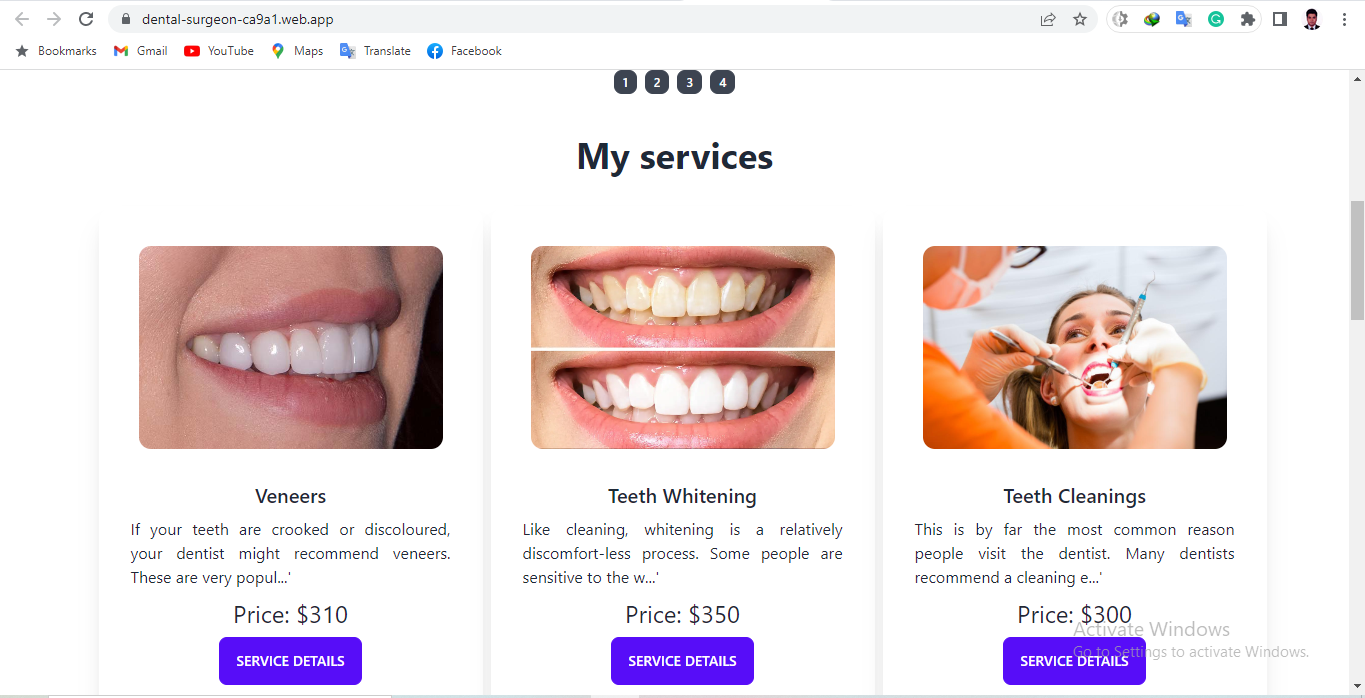 dental-surgeon-ca9a1.web.app
Bookmarks Gmail YouTube Maps Translate Facebook
1 2 3 4
My services
Veneers
If your teeth are crooked or discoloured,
your dentist might recommend veneers.
These are very popul...'
Price: $310
SERVICE DETAILS
Teeth Whitening
Like cleaning, whitening is a relatively
discomfort-less process. Some people are
sensitive to the w...'
Price: $350
SERVICE DETAILS
Teeth Cleanings
This is by far the most common reason
people visit the dentist. Many dentists
recommend a cleaning e...'
Price: $300
SERVICE DETAILS
Activate Windows
Go to Settings to activate Windows.